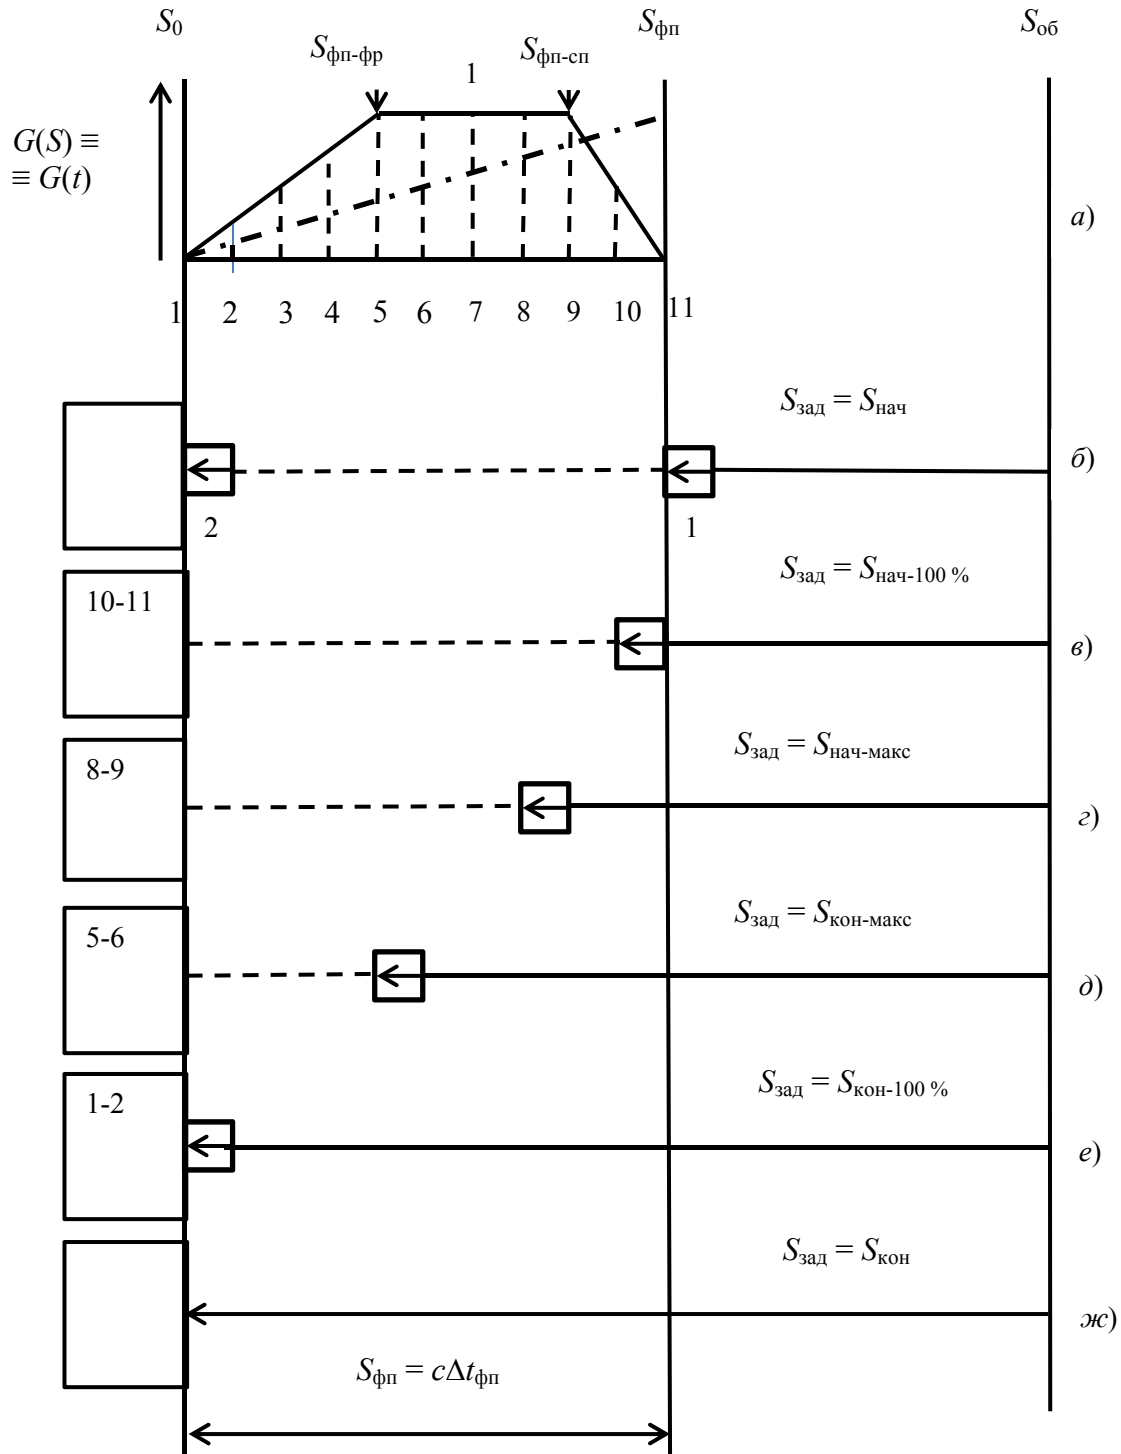 S₀ Sфп Sоб
Sфп-фр Sфп-сп
1
G(S) ≡
≡ G(t)
а)
1 2 3 4 5 6 7 8 9 10 11
Sзад = Sнач
б)
2 1
Sзад = Sнач-100 %
10-11
в)
Sзад = Sнач-макс
8-9
г)
Sзад = Sкон-макс
5-6
д)
Sзад = Sкон-100 %
1-2
е)
Sзад = Sкон
ж)
Sфп = cΔtфп